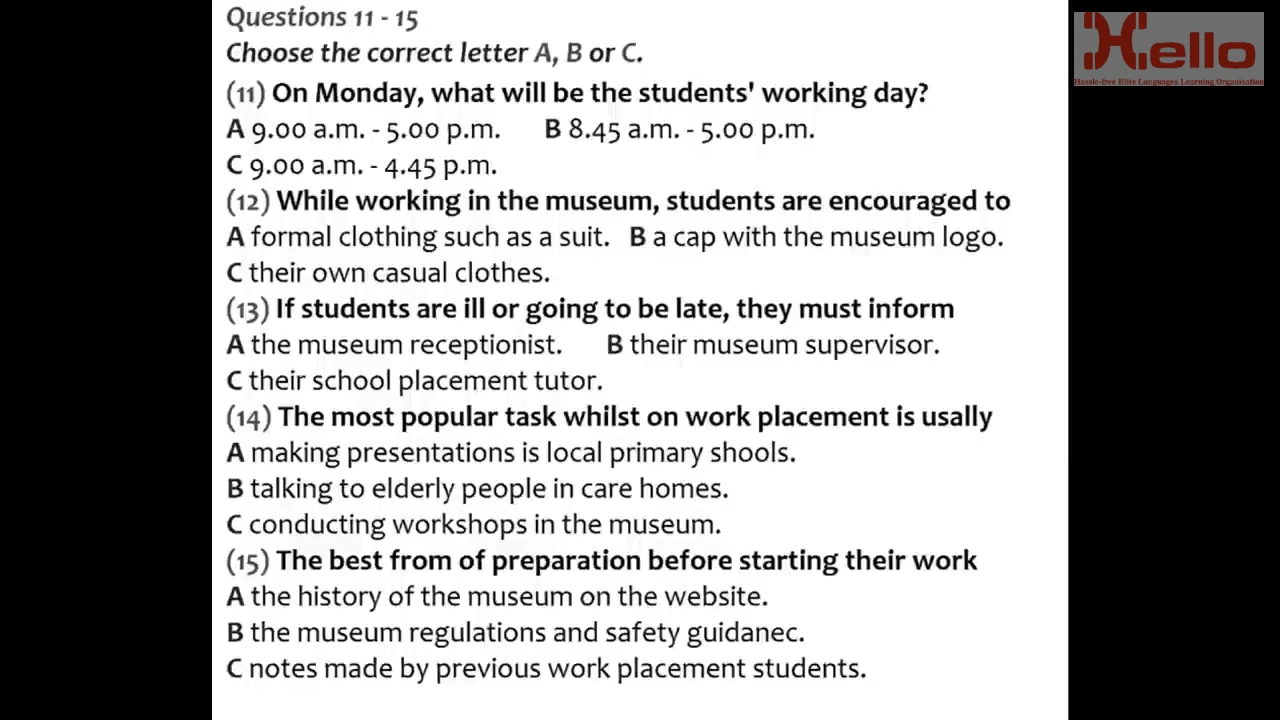 Questions 11 - 15
Choose the correct letter A, B or C.
(11) On Monday, what will be the students' working day?
A 9.00 a.m. - 5.00 p.m. B 8.45 a.m. - 5.00 p.m.
C 9.00 a.m. - 4.45 p.m.
(12) While working in the museum, students are encouraged to
A formal clothing such as a suit. B a cap with the museum logo.
C their own casual clothes.
(13) If students are ill or going to be late, they must inform
A the museum receptionist. B their museum supervisor.
C their school placement tutor.
(14) The most popular task whilst on work placement is usally
A making presentations is local primary shools.
B talking to elderly people in care homes.
C conducting workshops in the museum.
(15) The best from of preparation before starting their work
A the history of the museum on the website.
B the museum regulations and safety guidanec.
C notes made by previous work placement students.
Hello
Hassle-free Elite Languages Learning Organisation